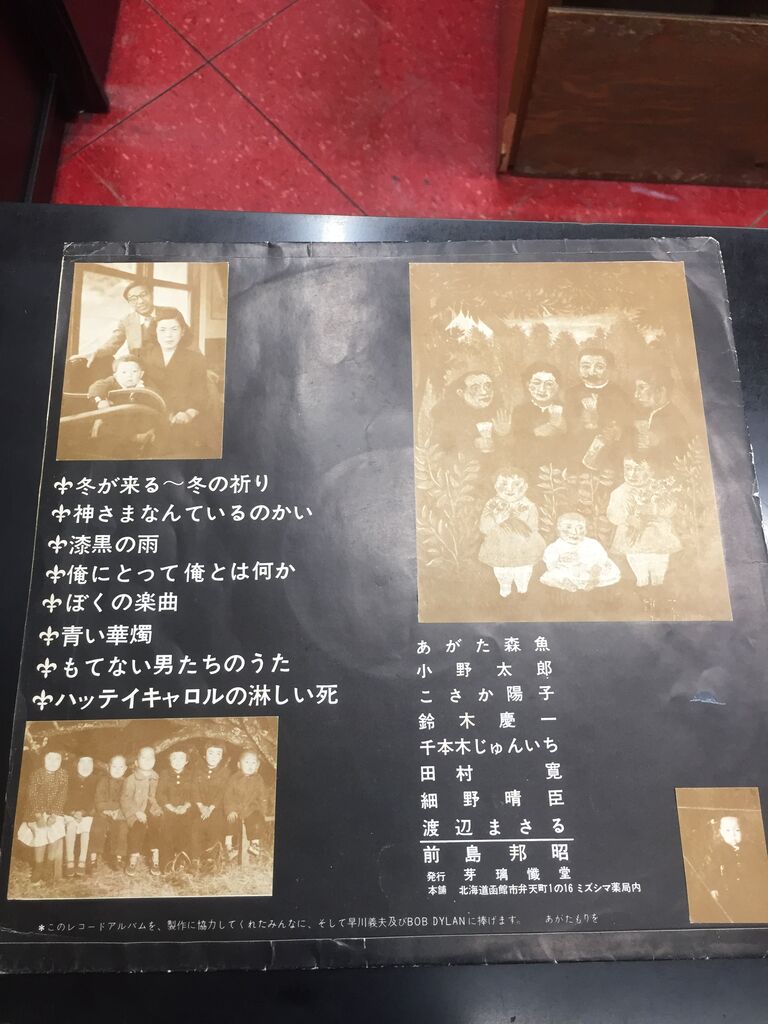 冬が来る～冬の祈り
神さまなんているのかい
漆黒の雨
俺にとって俺とは何か
ぼくの楽曲
青い華燭
もてない男たちのうた
ハッテイキャロルの淋しい死
あがた森魚
小野太郎
こさか陽子
鈴木慶一
千本木じゅんいち
田村寛
細野晴臣
渡辺まさる
前島邦昭
発行 芽璃懺堂
本舗 北海道函館市弁天町1の16 ミズシマ薬局内
*このレコードアルバムを、製作に協力してくれたみんなに、そして早川義夫及びBOB DYLANに捧げます。 あがたもりを